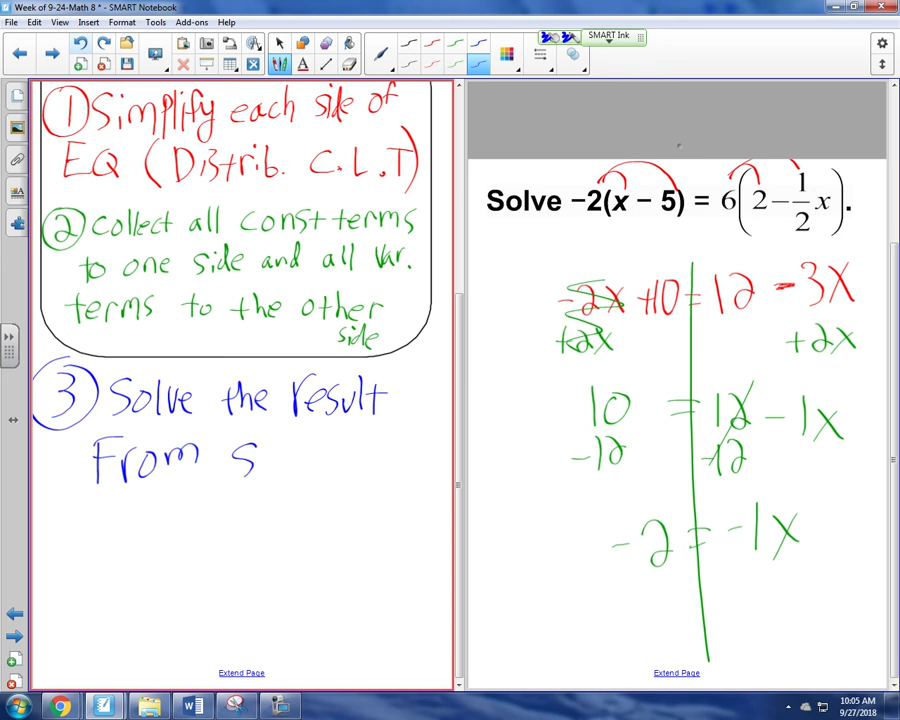 Week of 9-24-Math 8 * - SMART Notebook
File Edit View Insert Format Tools Add-ons Help
SMART Ink
① Simplify each side of
EQ (Distrib. C.L.T)
② Collect all const terms
to one side and all var.
terms to the other
side
③ Solve the result
From s
Extend Page
Solve −2(x − 5) = 6(2 − 1/2 x).
-2x +10 = 12 - 3x
+2x +2x
10 = 12 - 1x
-12 -12
-2 = -1x
Extend Page
10:05 AM
9/27/2018